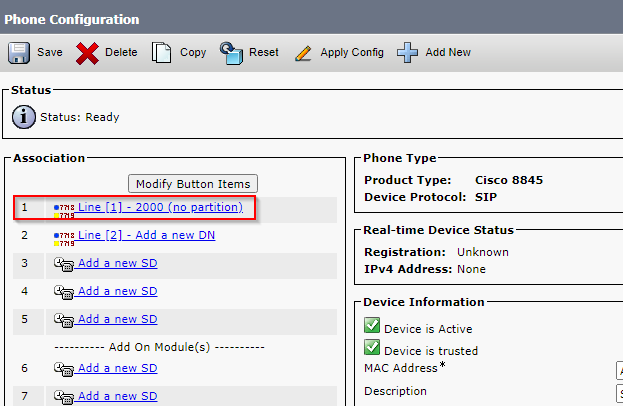 Phone Configuration
Save Delete Copy Reset Apply Config Add New
Status
Status: Ready
Association
Modify Button Items
1 Line [1] - 2000 (no partition)
2 Line [2] - Add a new DN
3 Add a new SD
4 Add a new SD
5 Add a new SD
---------- Add On Module(s) ----------
6 Add a new SD
7 Add a new SD
Phone Type
Product Type: Cisco 8845
Device Protocol: SIP
Real-time Device Status
Registration: Unknown
IPv4 Address: None
Device Information
Device is Active
Device is trusted
MAC Address*
Description